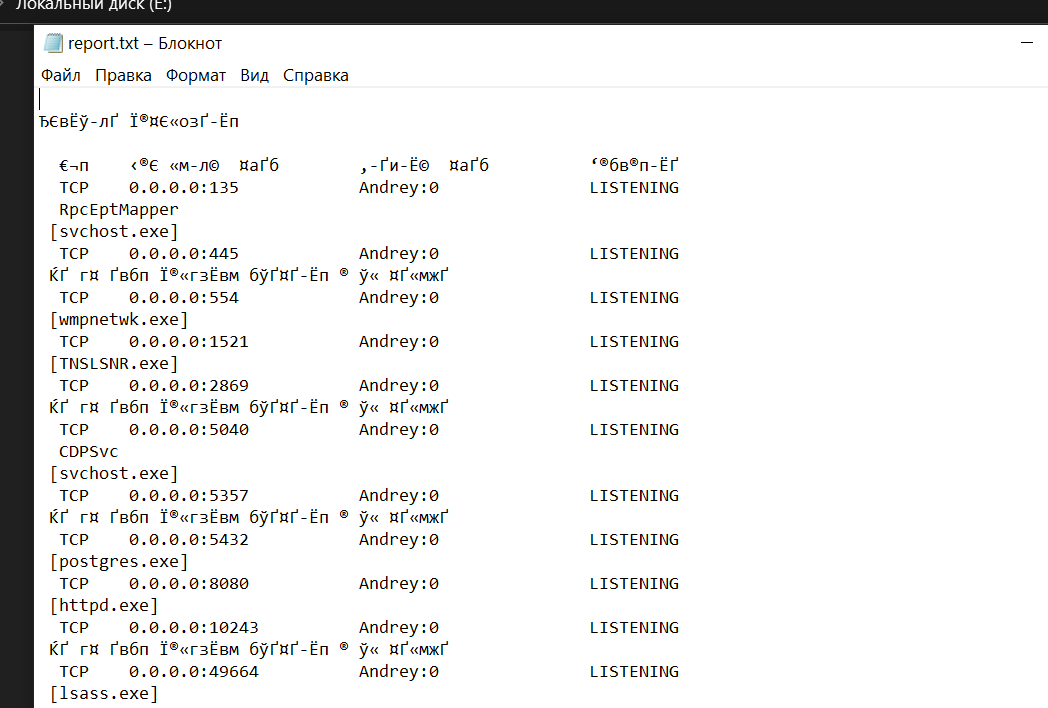 Локальный диск (E:)
report.txt – Блокнот
Файл Правка Формат Вид Справка
ЂЄвЁў­лҐ Ї®¤Є«озҐ­Ёп
€¬п ‹®Є «м­л©  ¤аҐб ‚­Ґи­Ё©  ¤аҐб ‘®бв®п­ЁҐ
TCP 0.0.0.0:135 Andrey:0 LISTENING
RpcEptMapper
[svchost.exe]
TCP 0.0.0.0:445 Andrey:0 LISTENING
ЌҐ г¤ Ґвбп Ї®«гзЁвм бўҐ¤Ґ­Ёп ® ў« ¤Ґ«мжҐ
TCP 0.0.0.0:554 Andrey:0 LISTENING
[wmpnetwk.exe]
TCP 0.0.0.0:1521 Andrey:0 LISTENING
[TNSLSNR.exe]
TCP 0.0.0.0:2869 Andrey:0 LISTENING
ЌҐ г¤ Ґвбп Ї®«гзЁвм бўҐ¤Ґ­Ёп ® ў« ¤Ґ«мжҐ
TCP 0.0.0.0:5040 Andrey:0 LISTENING
CDPSvc
[svchost.exe]
TCP 0.0.0.0:5357 Andrey:0 LISTENING
ЌҐ г¤ Ґвбп Ї®«гзЁвм бўҐ¤Ґ­Ёп ® ў« ¤Ґ«мжҐ
TCP 0.0.0.0:5432 Andrey:0 LISTENING
[postgres.exe]
TCP 0.0.0.0:8080 Andrey:0 LISTENING
[httpd.exe]
TCP 0.0.0.0:10243 Andrey:0 LISTENING
ЌҐ г¤ Ґвбп Ї®«гзЁвм бўҐ¤Ґ­Ёп ® ў« ¤Ґ«мжҐ
TCP 0.0.0.0:49664 Andrey:0 LISTENING
[lsass.exe]